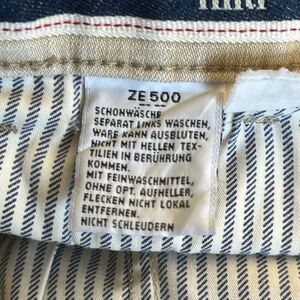 ZE 500
SCHONWÄSCHE
SEPARAT LINKS WASCHEN,
WARE KANN AUSBLUTEN,
NICHT MIT HELLEN TEX-
TILIEN IN BERÜHRUNG
KOMMEN.
MIT FEINWASCHMITTEL,
OHNE OPT. AUFHELLER,
FLECKEN NICHT LOKAL
ENTFERNEN.
NICHT SCHLEUDERN